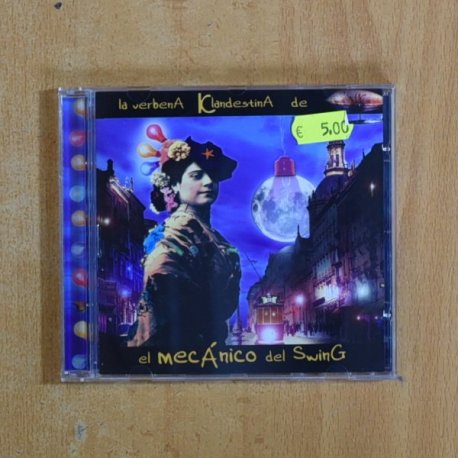 la verbenA Klandestina de
€ 5.00
el mecÁnico del SwinG